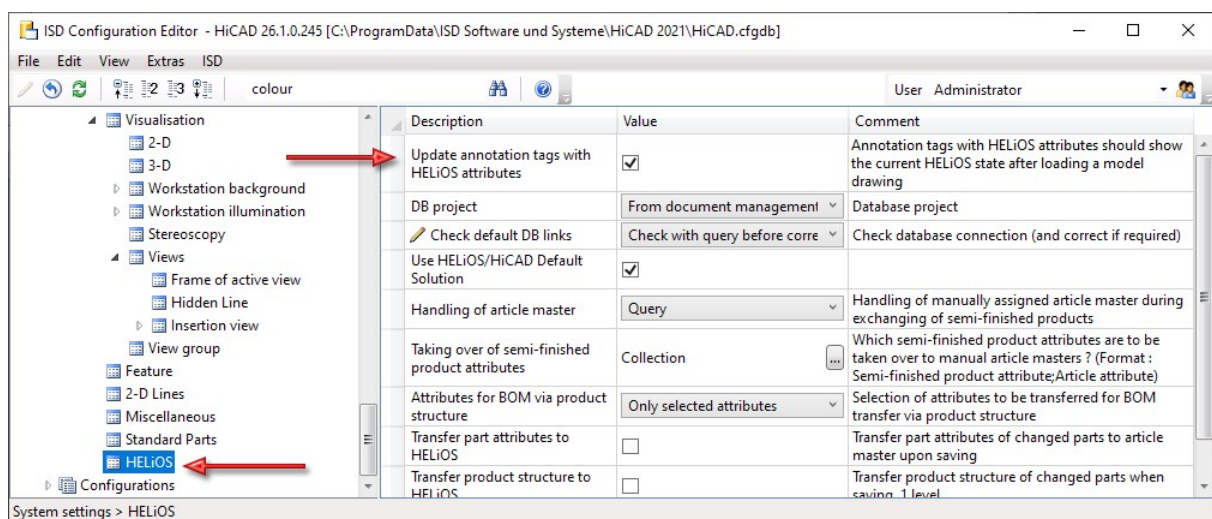 ISD Configuration Editor - HiCAD 26.1.0.245 [C:\ProgramData\ISD Software und Systeme\HiCAD 2021\HiCAD.cfgdb]
File Edit View Extras ISD
2 3 colour User Administrator
Visualisation
2-D
3-D
Workstation background
Workstation illumination
Stereoscopy
Views
Frame of active view
Hidden Line
Insertion view
View group
Feature
2-D Lines
Miscellaneous
Standard Parts
HELiOS
Configurations
Description Value Comment
Update annotation tags with
HELiOS attributes
Annotation tags with HELiOS attributes should show
the current HELiOS state after loading a model
drawing
DB project From document management Database project
Check default DB links Check with query before corre Check database connection (and correct if required)
Use HELiOS/HiCAD Default
Solution
Handling of article master Query
Handling of manually assigned article master during
exchanging of semi-finished products
Taking over of semi-finished
product attributes
Collection ...
Which semi-finished product attributes are to be
taken over to manual article masters ? (Format :
Semi-finished product attribute;Article attribute)
Attributes for BOM via product
structure
Only selected attributes
Selection of attributes to be transferred for BOM
transfer via product structure
Transfer part attributes to
HELiOS
Transfer part attributes of changed parts to article
master upon saving
Transfer product structure to
HELiOS
Transfer product structure of changed parts when
saving, 1 level
System settings > HELiOS